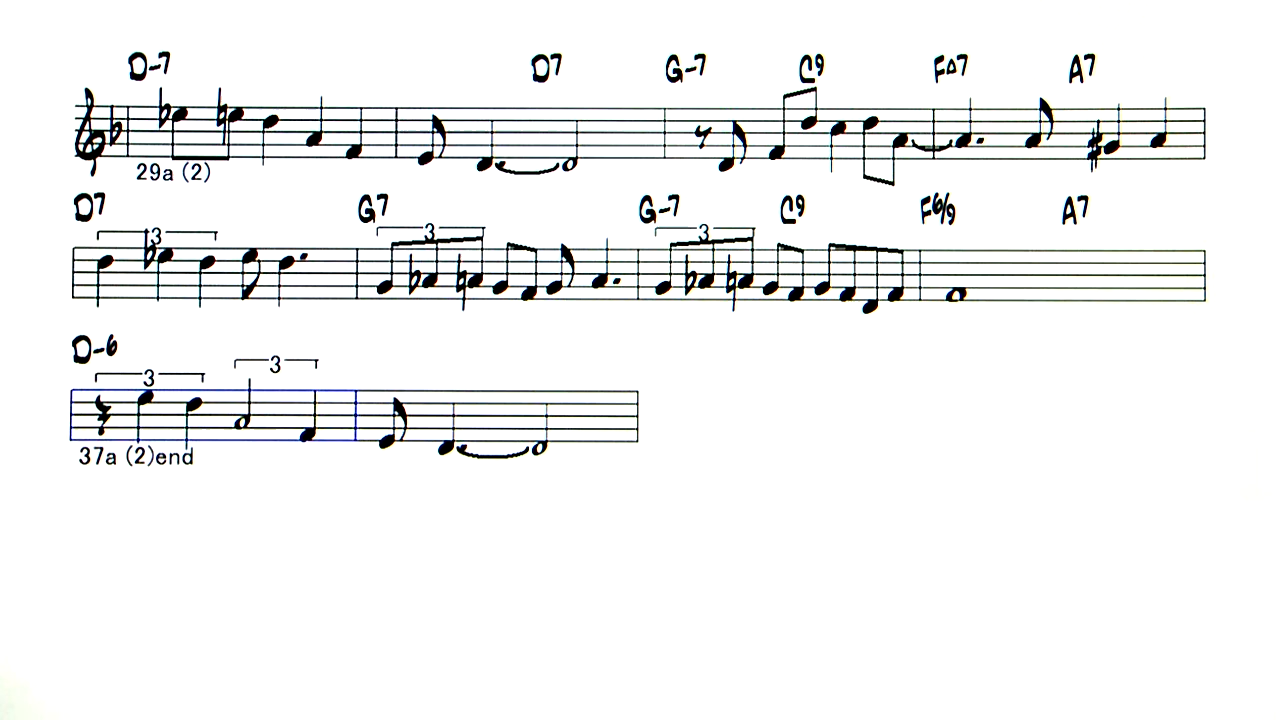 D-7 D7 G-7 C9 F△7 A7
29a (2)
D7 G7 G-7 C9 F6/9 A7
3 3 3
D-6
3 3
37a (2)end